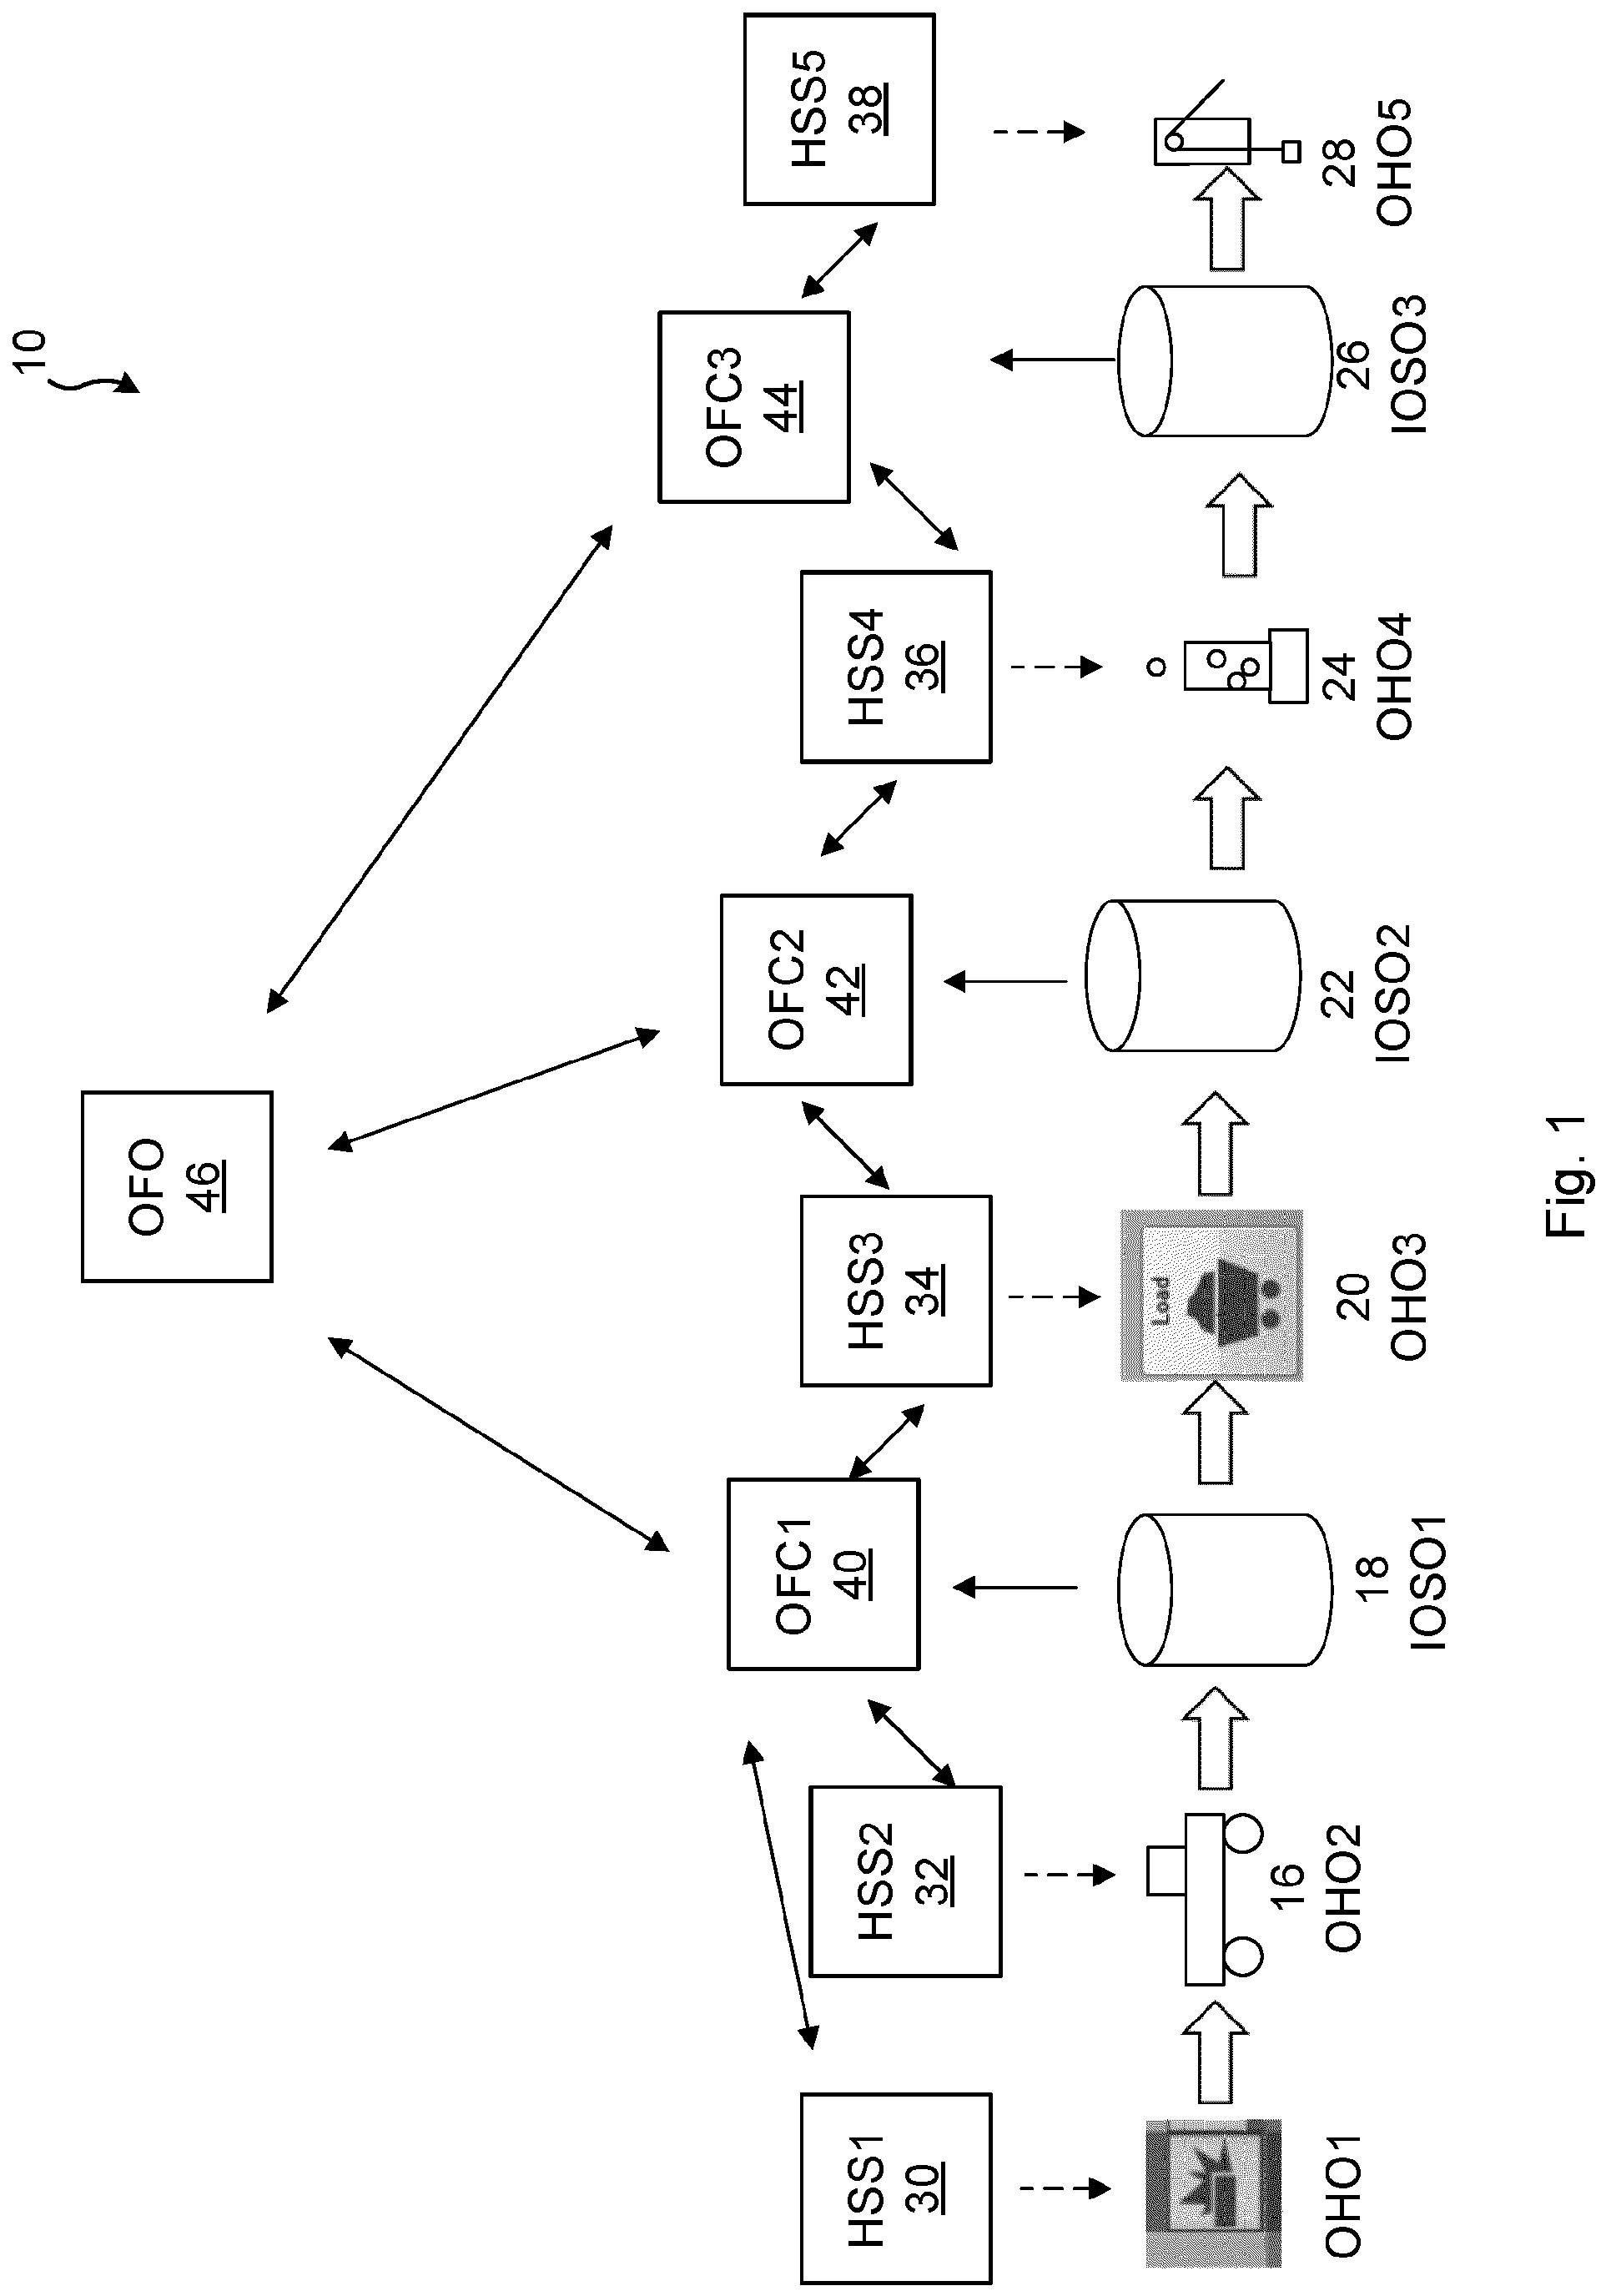 10
OFO
46
OFC1
40
OFC2
42
OFC3
44
HSS1
30
HSS2
32
HSS3
34
HSS4
36
HSS5
38
Load
OHO1
16
OHO2
18
IOSO1
20
OHO3
22
IOSO2
24
OHO4
26
IOSO3
28
OHO5
Fig. 1